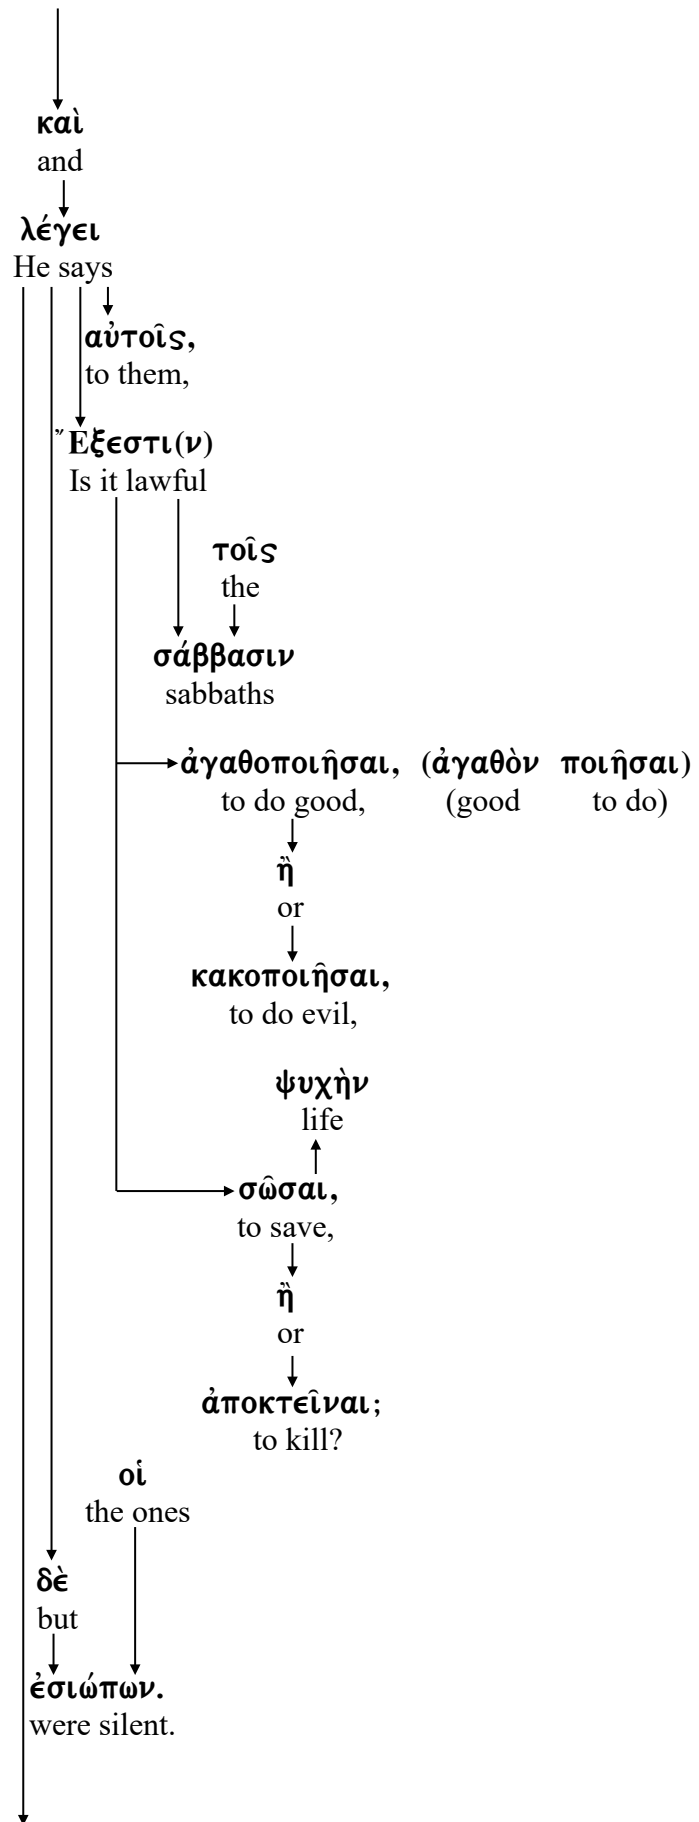 καὶ
and
λέγει
He says
αὐτοῖς,
to them,
Ἔξεστι(ν)
Is it lawful
τοῖς
the
σάββασιν
sabbaths
ἀγαθοποιῆσαι, (ἀγαθὸν ποιῆσαι)
to do good, (good to do)
ἢ
or
κακοποιῆσαι,
to do evil,
ψυχὴν
life
σῶσαι,
to save,
ἢ
or
ἀποκτεῖναι;
to kill?
οἱ
the ones
δὲ
but
ἐσιώπων.
were silent.